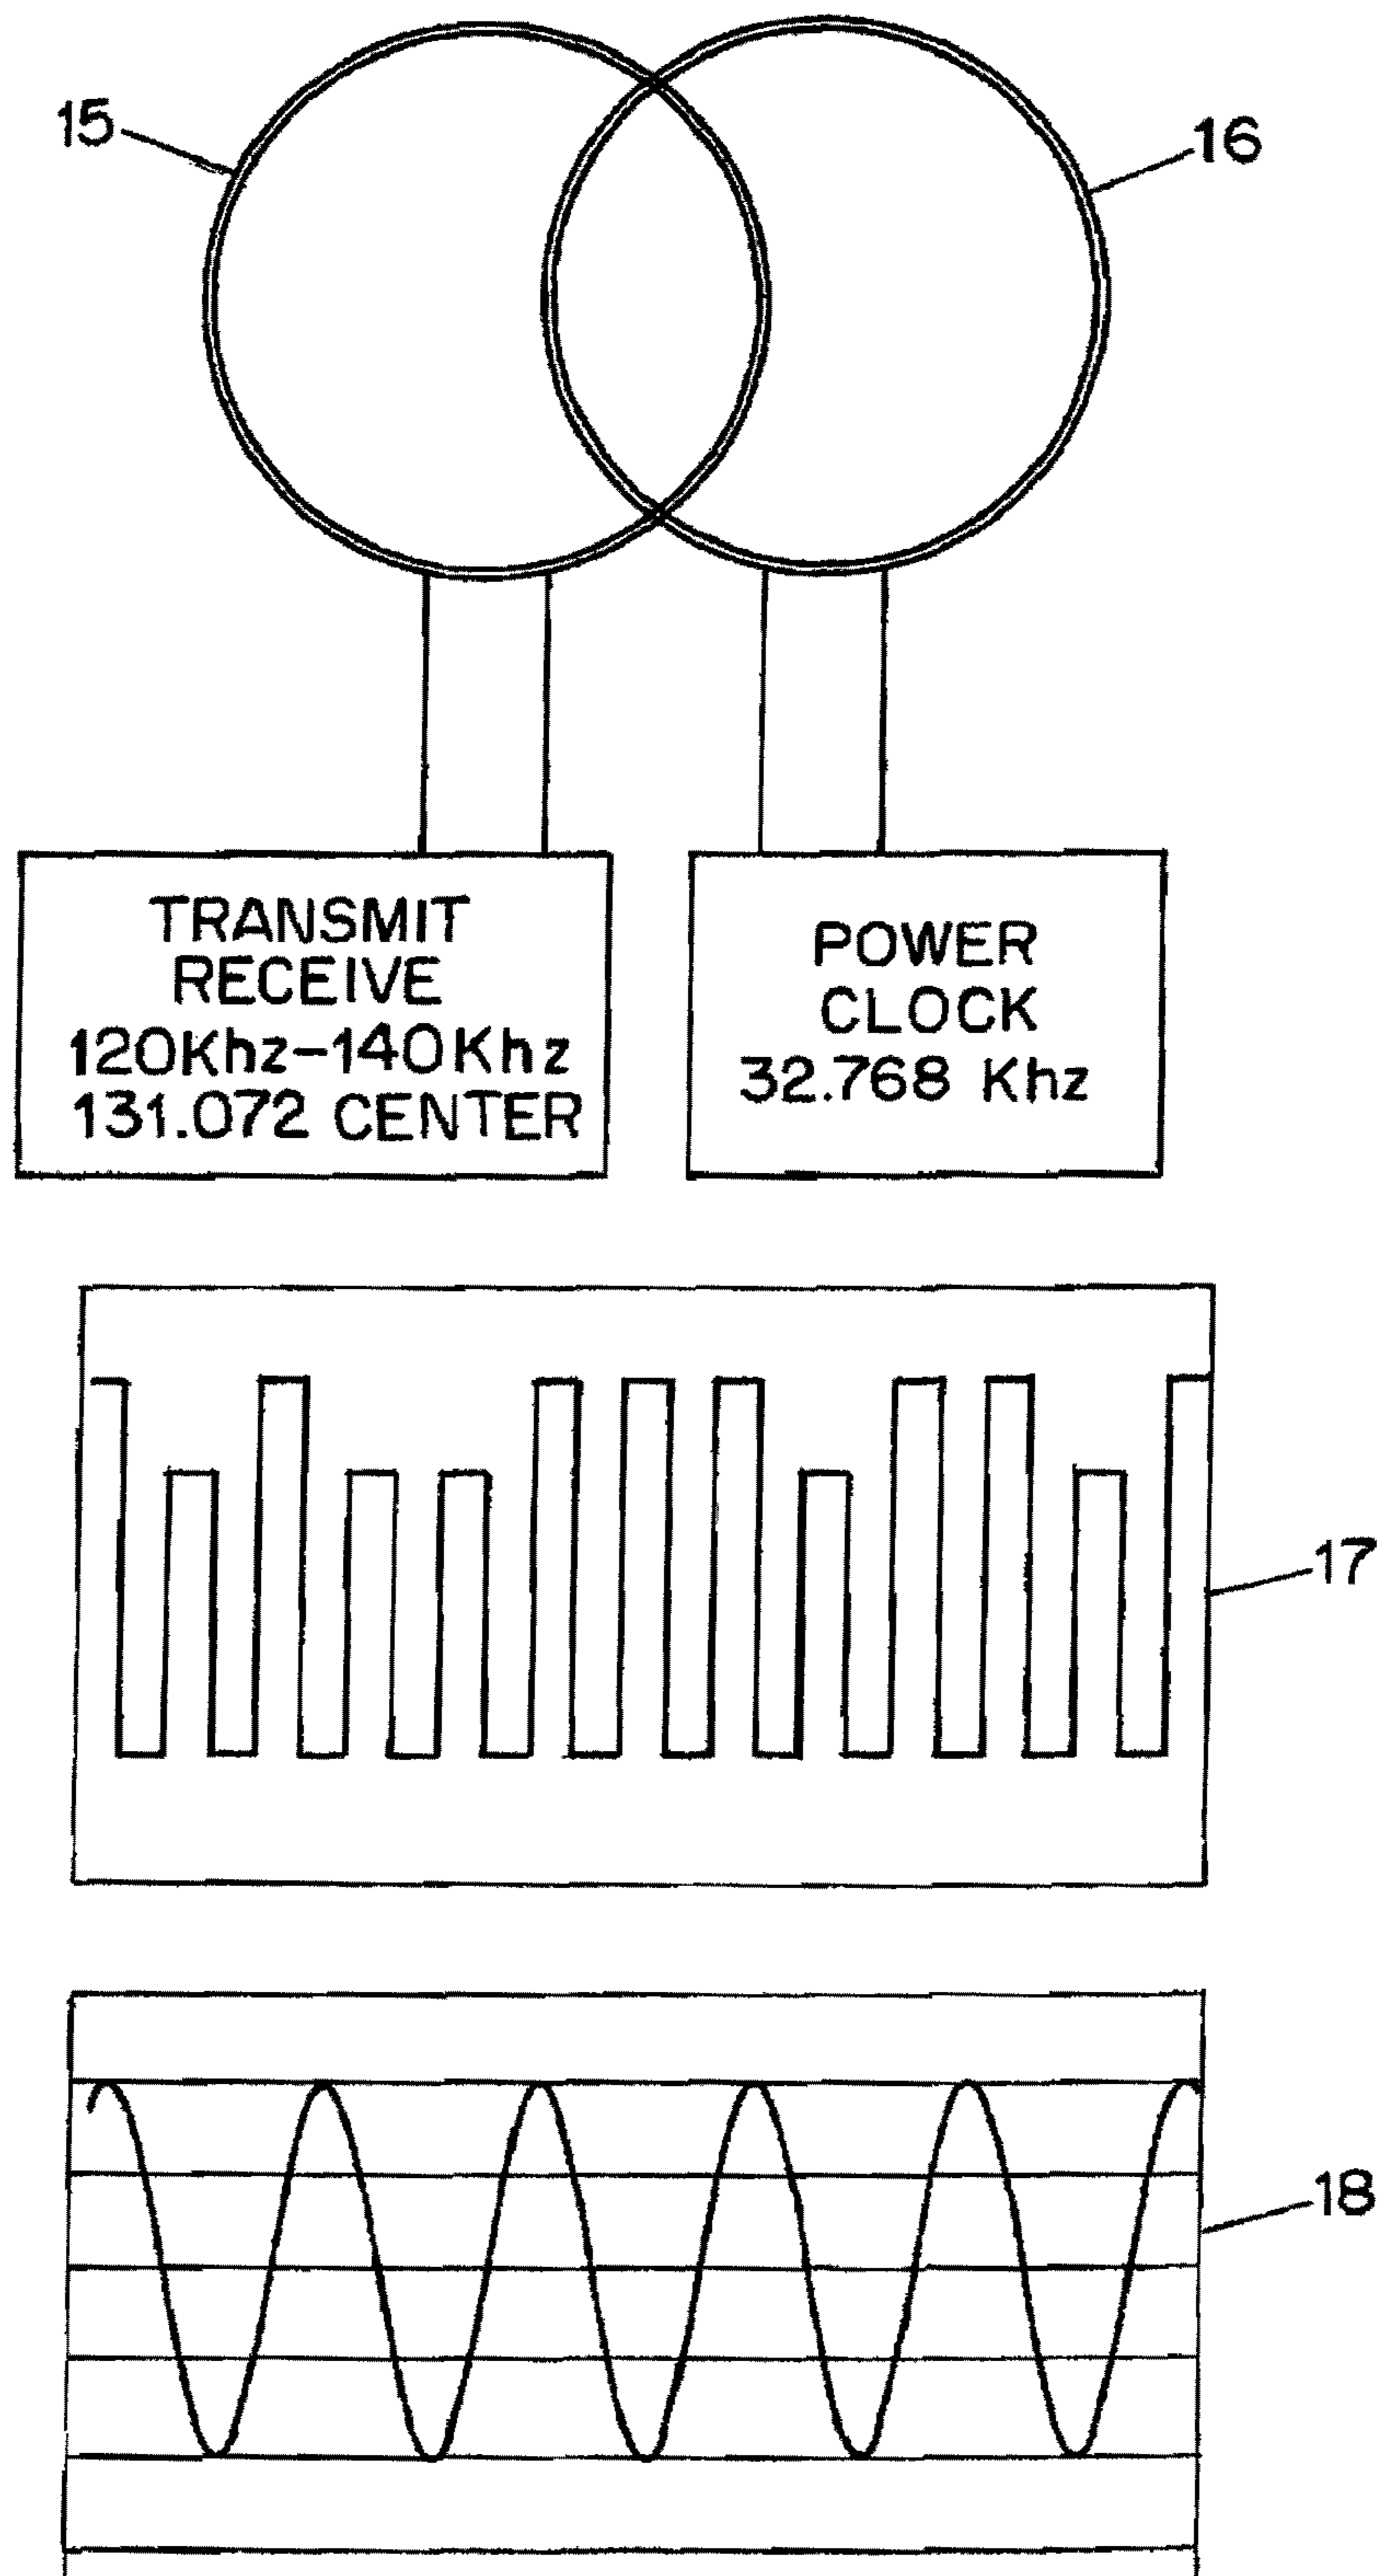 15
16
TRANSMIT
RECEIVE
120Khz-140Khz
131.072 CENTER
POWER
CLOCK
32.768 Khz
17
18